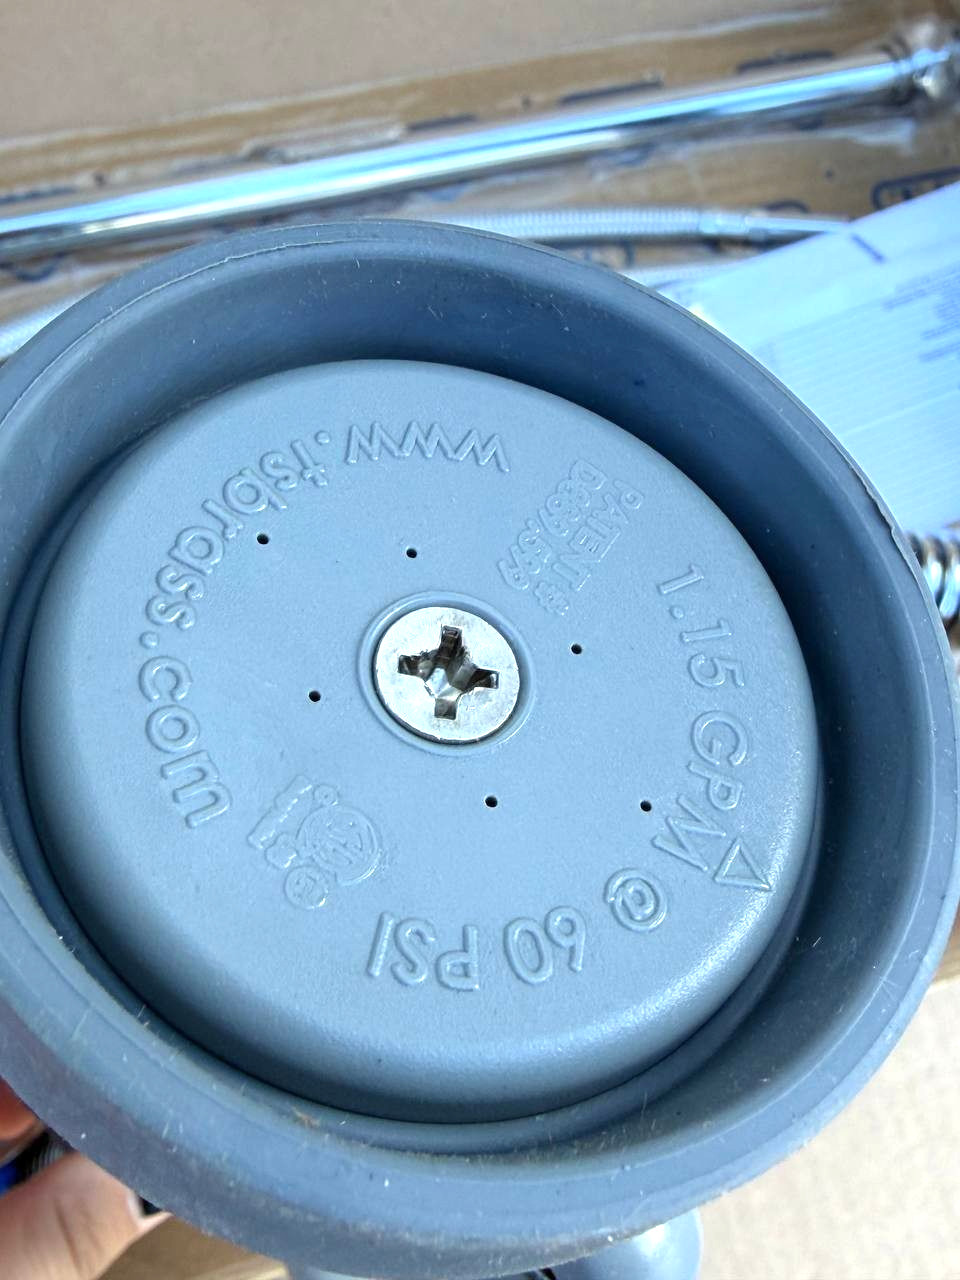 www.tsbrass.com
1.15 GPM
@ 60 PSI
PATENT #